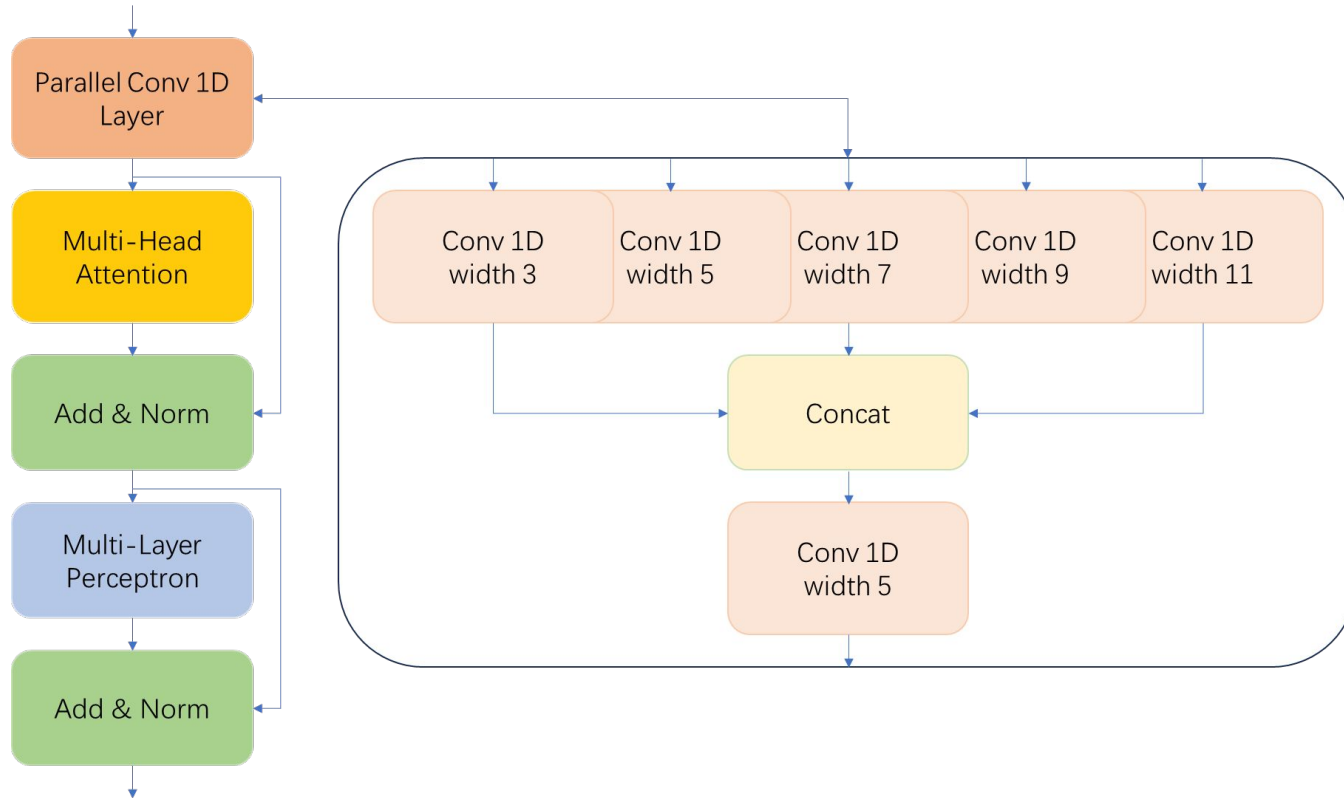 Parallel Conv 1D
Layer
Multi-Head
Attention
Add & Norm
Multi-Layer
Perceptron
Add & Norm
Conv 1D
width 3
Conv 1D
width 5
Conv 1D
width 7
Conv 1D
width 9
Conv 1D
width 11
Concat
Conv 1D
width 5